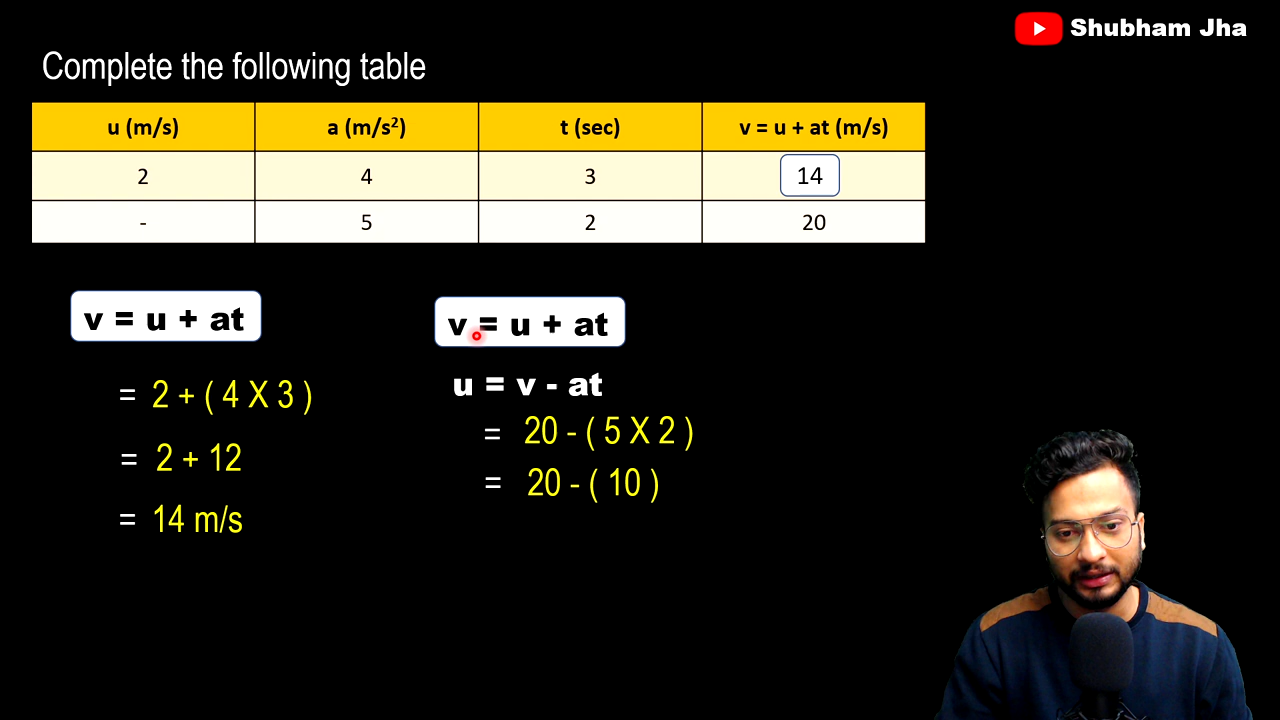 Shubham Jha
Complete the following table
u (m/s) a (m/s²) t (sec) v = u + at (m/s)
2 4 3 14
- 5 2 20
v = u + at
= 2 + ( 4 X 3 )
= 2 + 12
= 14 m/s
v = u + at
u = v - at
= 20 - ( 5 X 2 )
= 20 - ( 10 )